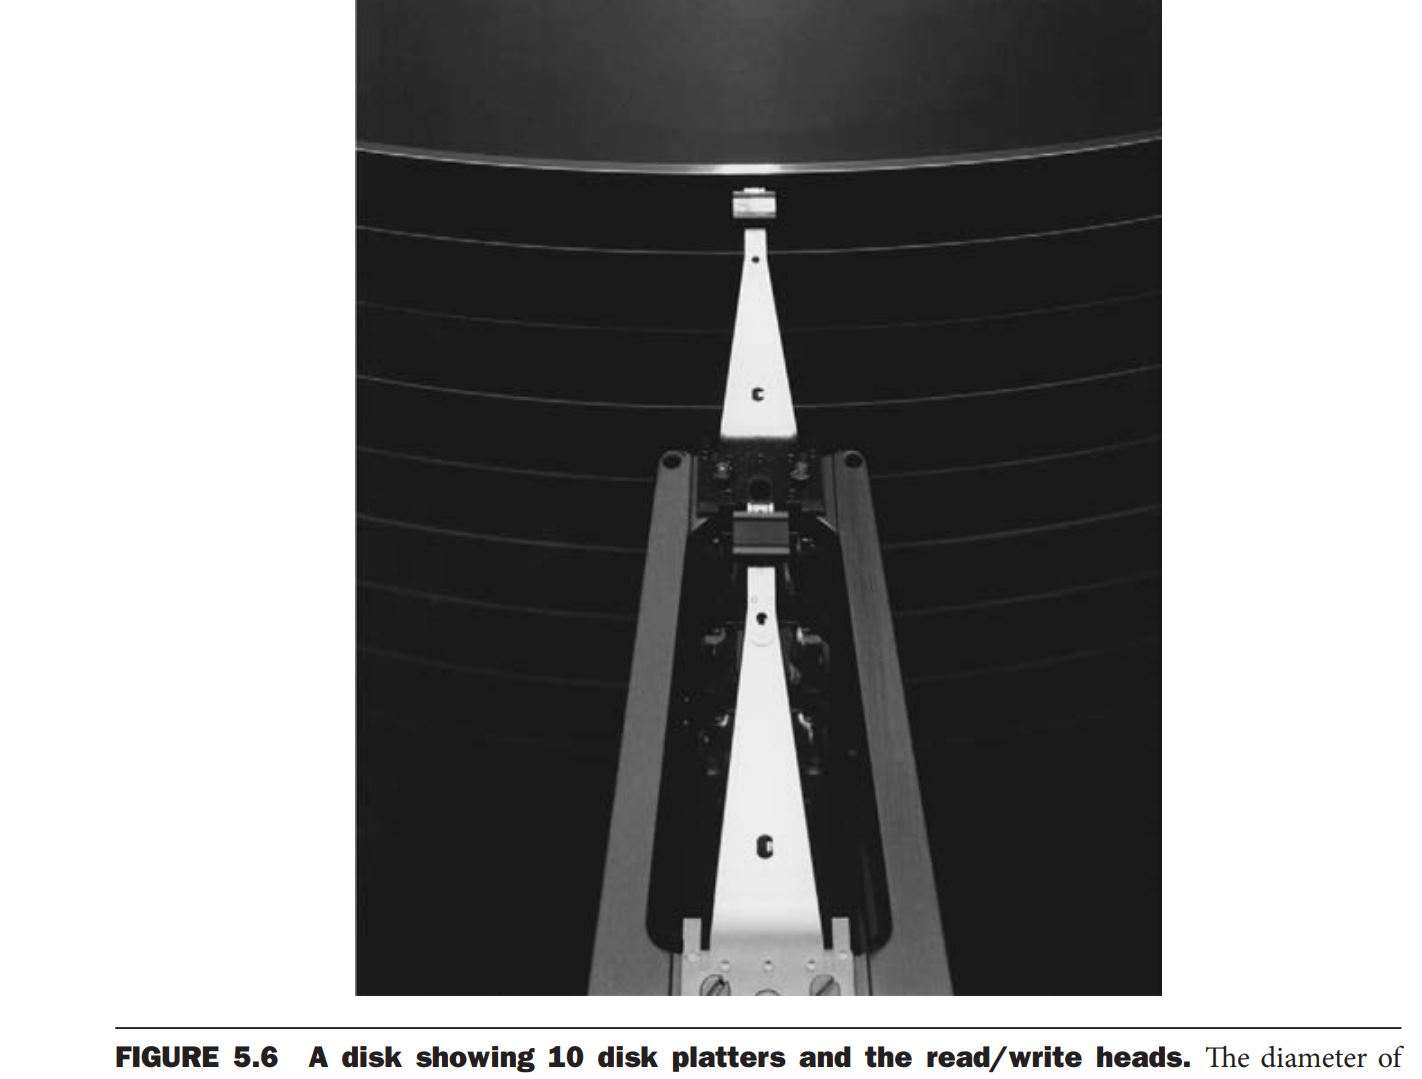 FIGURE 5.6 A disk showing 10 disk platters and the read/write heads. The diameter of